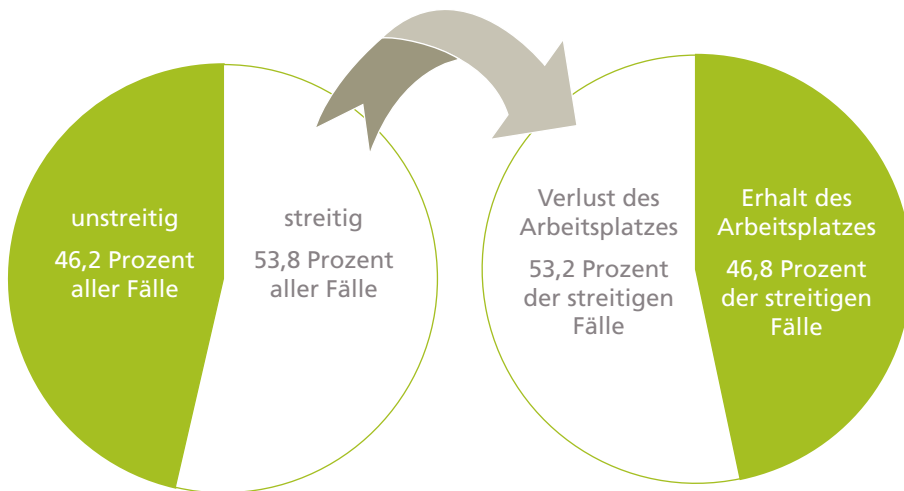 unstreitig
46,2 Prozent
aller Fälle
streitig
53,8 Prozent
aller Fälle
Verlust des
Arbeitsplatzes
53,2 Prozent
der streitigen
Fälle
Erhalt des
Arbeitsplatzes
46,8 Prozent
der streitigen
Fälle